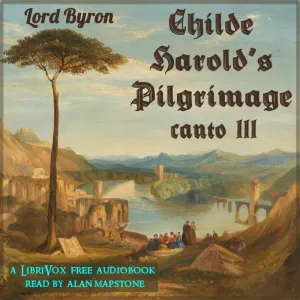 Lord Byron
Childe
Harold's
Pilgrimage
canto III
a LibriVox free audiobook
read by Alan Mapstone